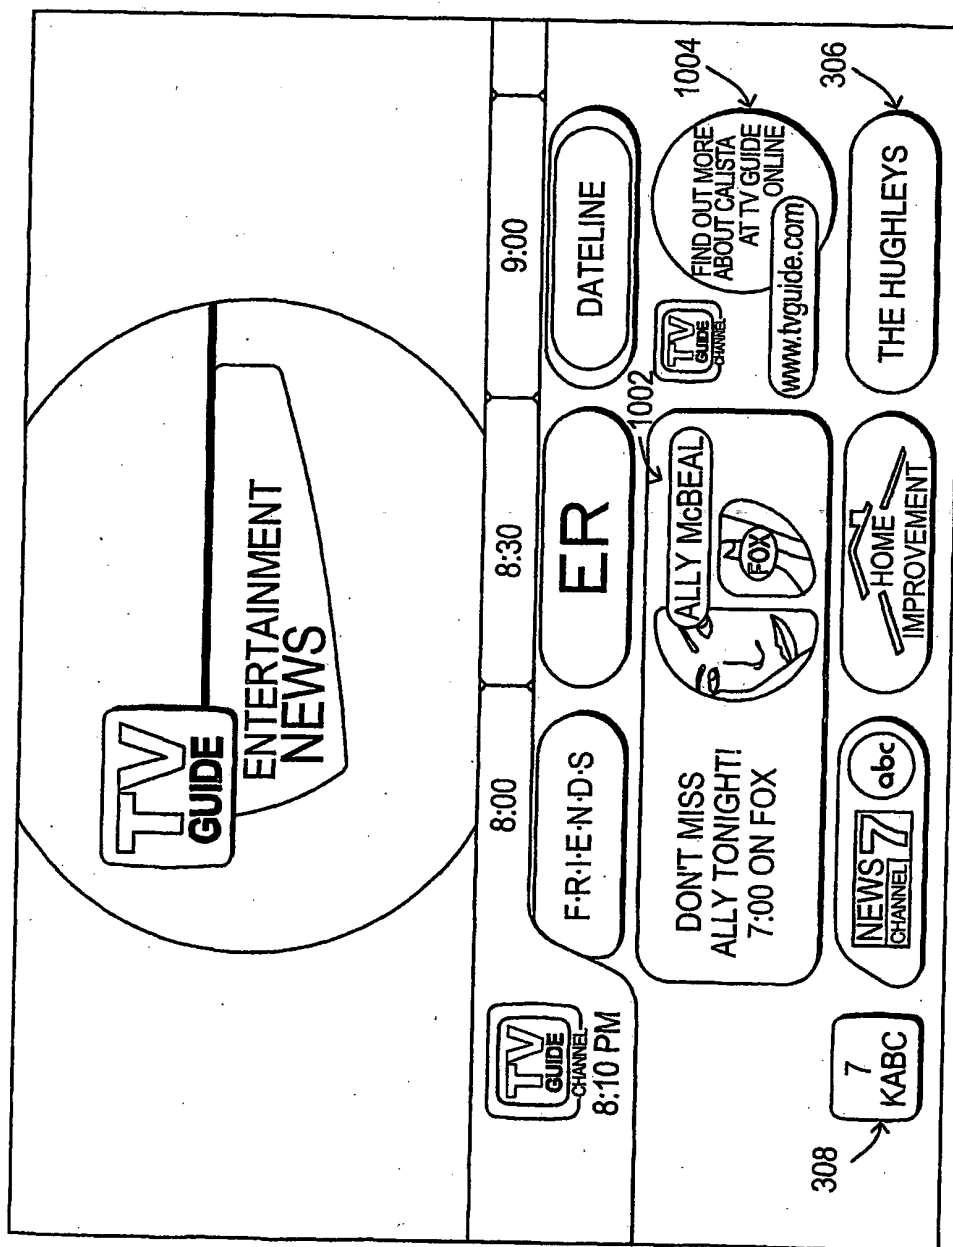 TV
GUIDE
ENTERTAINMENT
NEWS
TV
GUIDE
CHANNEL
8:10 PM
8:00
8:30
9:00
F·R·I·E·N·D·S
ER
DATELINE
1002
1004
DON'T MISS
ALLY TONIGHT!
7:00 ON FOX
ALLY McBEAL
FOX
TV
GUIDE
CHANNEL
FIND OUT MORE
ABOUT CALISTA
AT TV GUIDE
ONLINE
www.tvguide.com
308
7
KABC
NEWS 7
CHANNEL
abc
HOME
IMPROVEMENT
THE HUGHLEYS
306